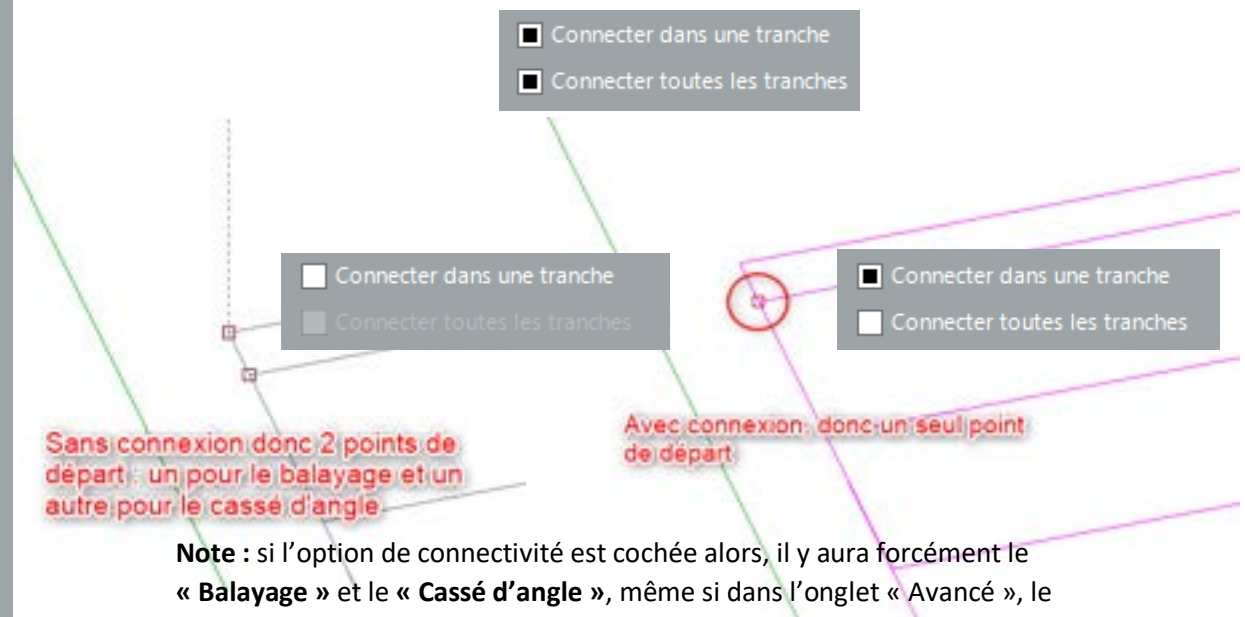 Connecter dans une tranche
Connecter toutes les tranches
Connecter dans une tranche
Connecter toutes les tranches
Connecter dans une tranche
Connecter toutes les tranches
Sans connexion donc 2 points de
départ : un pour le balayage et un
autre pour le cassé d'angle
Avec connexion, donc un seul point
de départ
Note : si l’option de connectivité est cochée alors, il y aura forcément le
« Balayage » et le « Cassé d’angle », même si dans l’onglet « Avancé », le